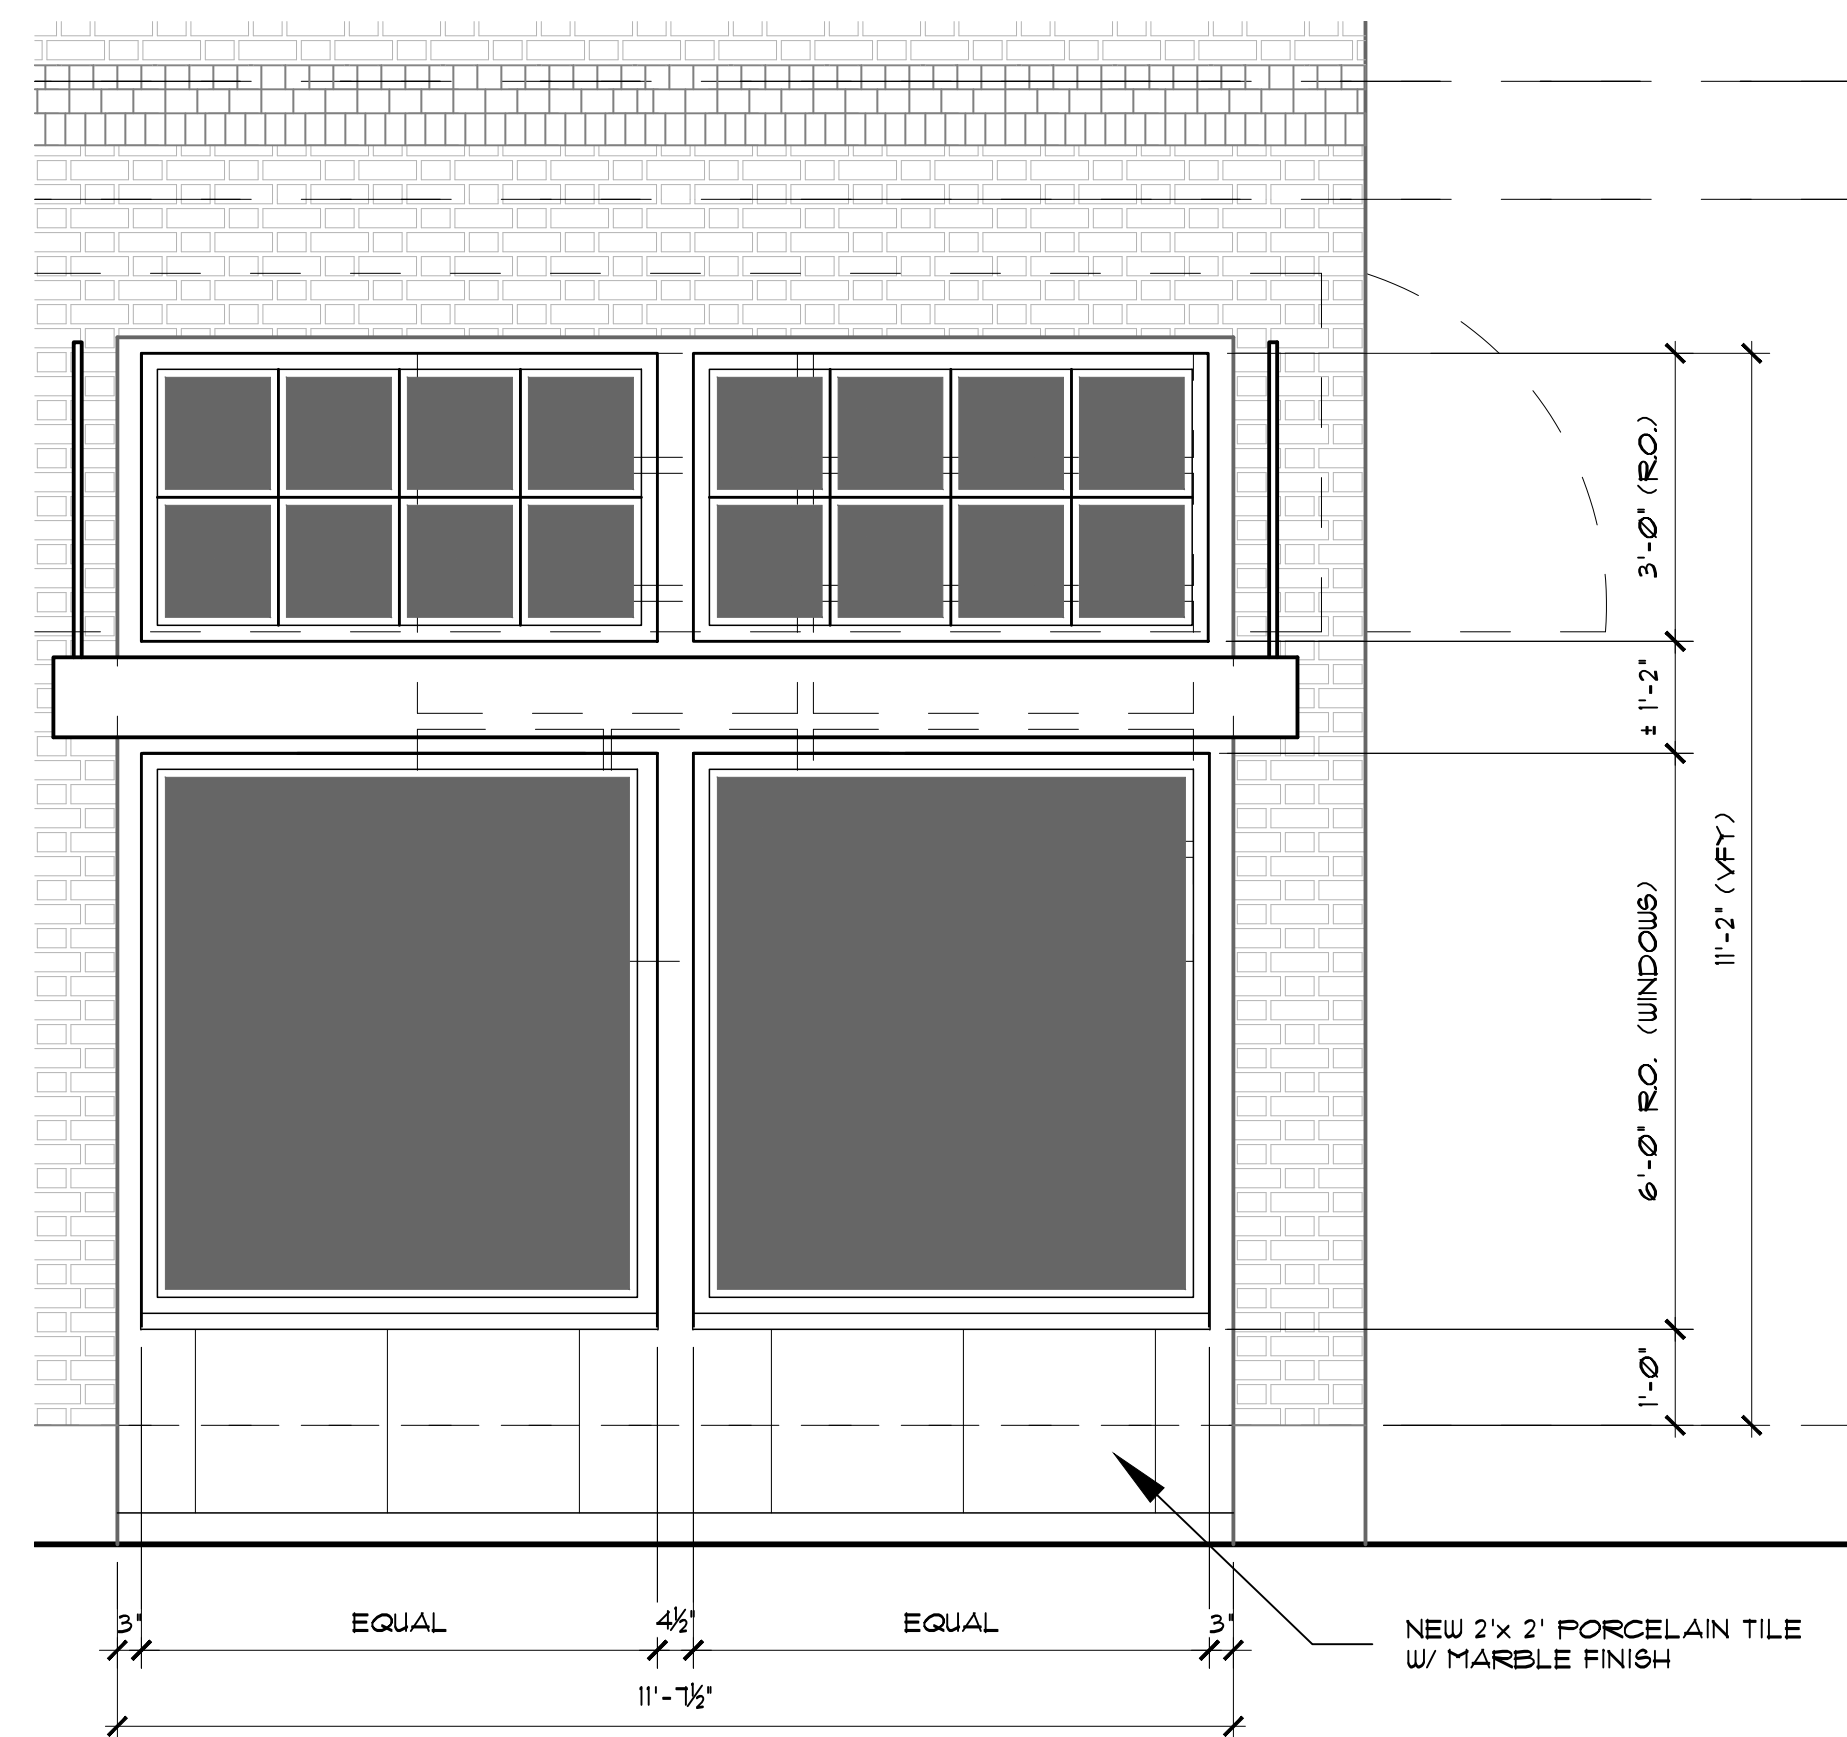 3'-0" (R.O.)
± 1'-2"
11'-2" (VFY)
6'-0" R.O. (WINDOWS)
1'-0"
3" EQUAL 4½" EQUAL 3"
11'-7½"
NEW 2'x 2' PORCELAIN TILE
W/ MARBLE FINISH